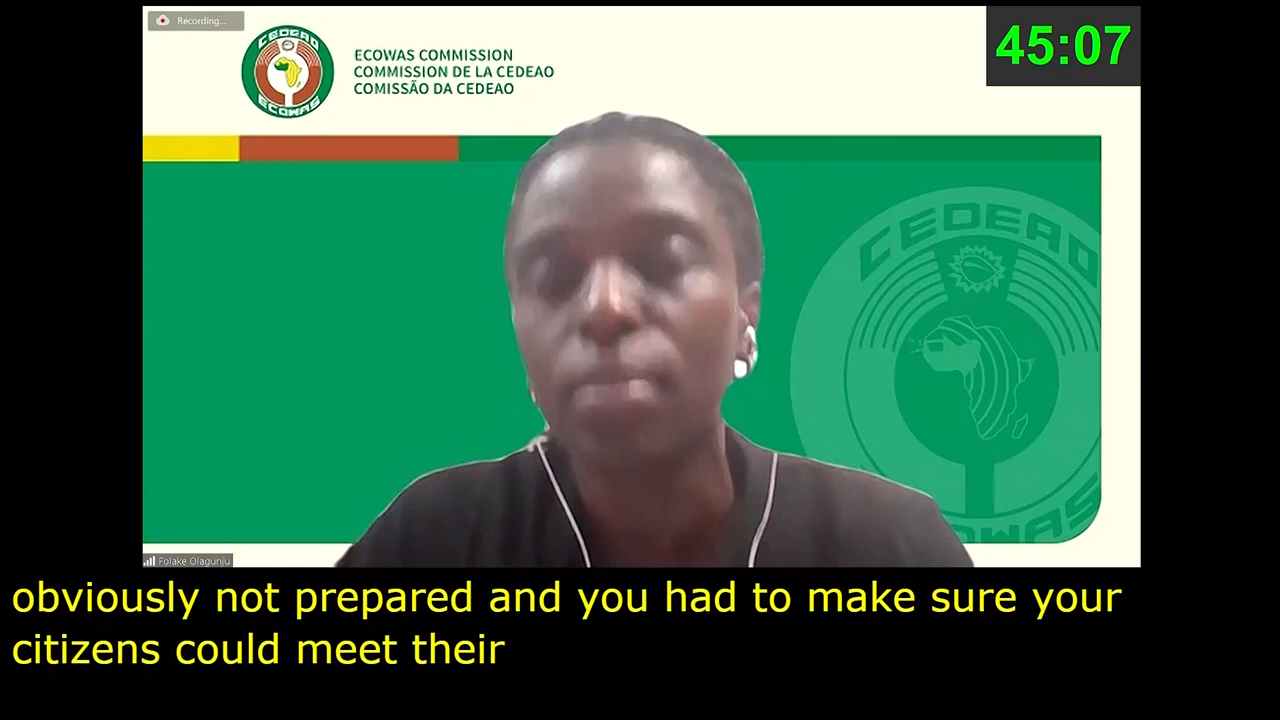 Recording...
CEDEAO
ECOWAS
ECOWAS COMMISSION
COMMISSION DE LA CEDEAO
COMISSÃO DA CEDEAO
45:07
CEDEAO
ECOWAS
Folake Olagunju
obviously not prepared and you had to make sure your
citizens could meet their